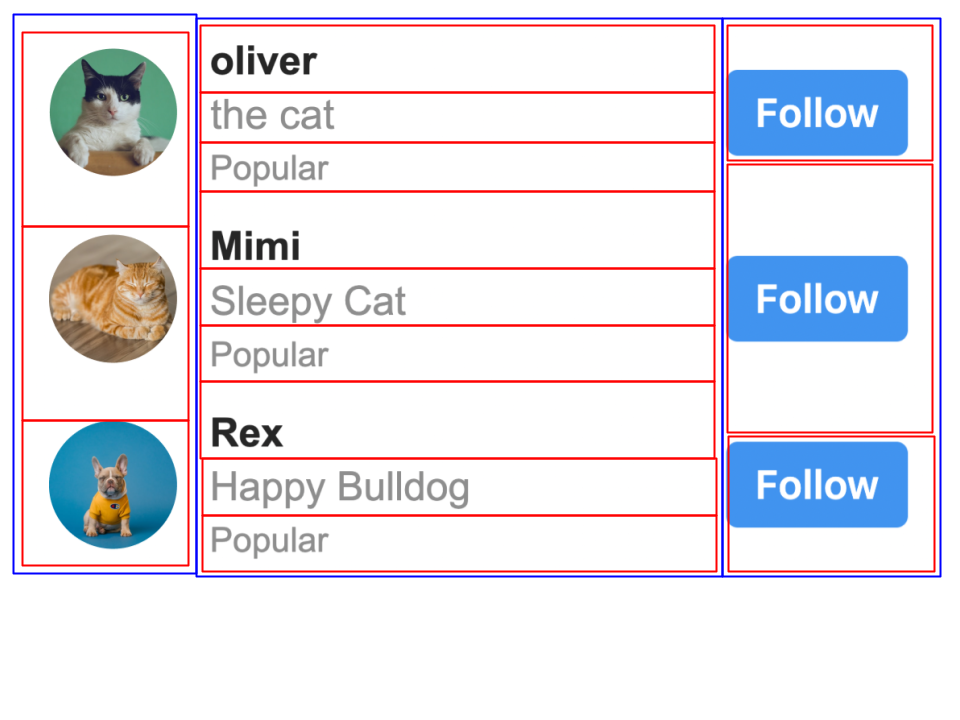 oliver
the cat
Popular
Follow
Mimi
Sleepy Cat
Popular
Follow
Rex
Happy Bulldog
Popular
Follow